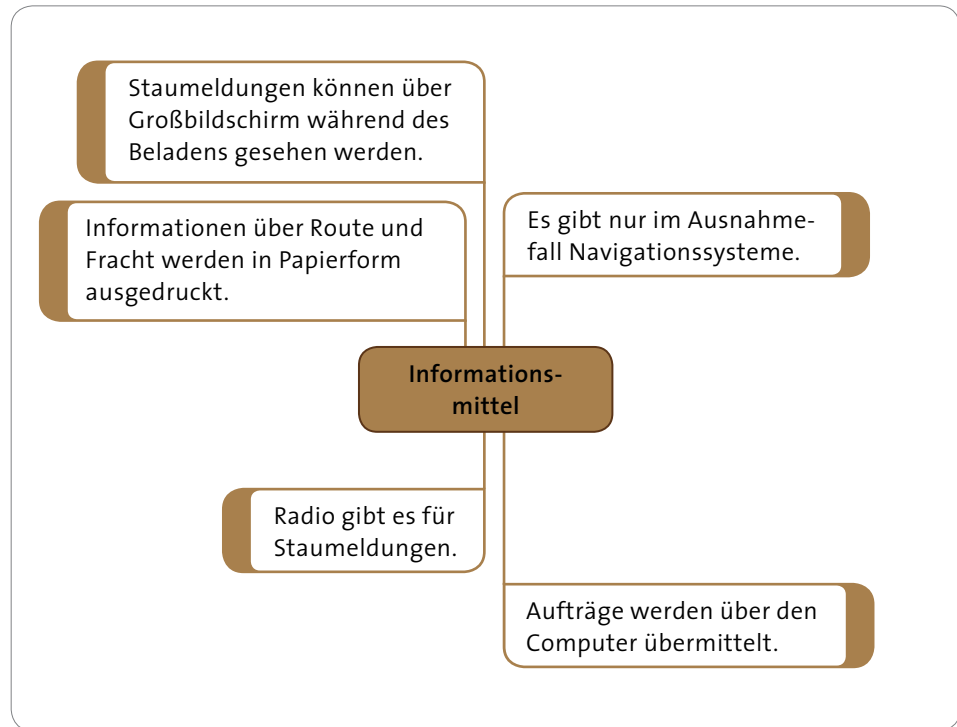 Staumeldungen können über
Großbildschirm während des
Beladens gesehen werden.
Informationen über Route und
Fracht werden in Papierform
ausgedruckt.
Es gibt nur im Ausnahme-
fall Navigationssysteme.
Informations-
mittel
Radio gibt es für
Staumeldungen.
Aufträge werden über den
Computer übermittelt.